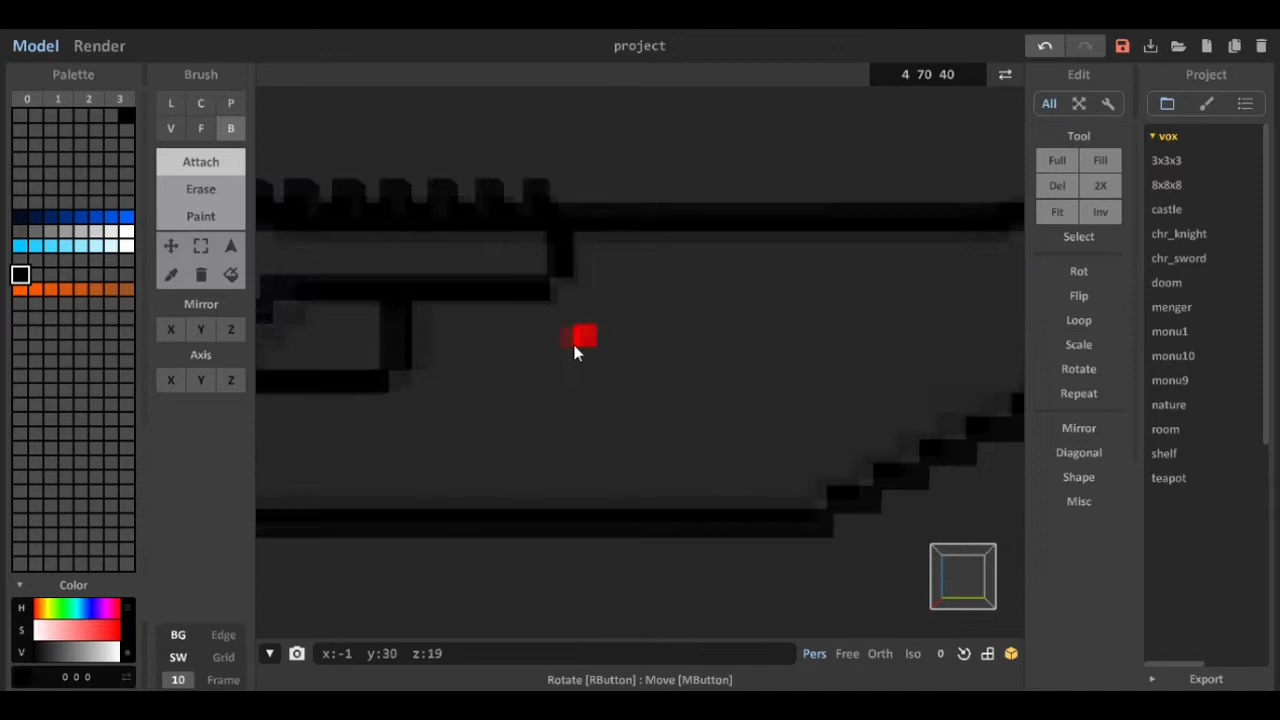 Model Render
project
4 70 40
Palette
0 1 2 3
Color
H
S
V
0 0 0
Brush
L C P
V F B
Attach
Erase
Paint
Mirror
X Y Z
Axis
X Y Z
BG Edge
SW Grid
10 Frame
x:-1 y:30 z:19
Pers Free Orth Iso 0
Rotate [RButton] : Move [MButton]
Edit
All
Tool
Full Fill
Del 2X
Fit Inv
Select
Rot
Flip
Loop
Scale
Rotate
Repeat
Mirror
Diagonal
Shape
Misc
Project
vox
3x3x3
8x8x8
castle
chr_knight
chr_sword
doom
menger
monu1
monu10
monu9
nature
room
shelf
teapot
Export